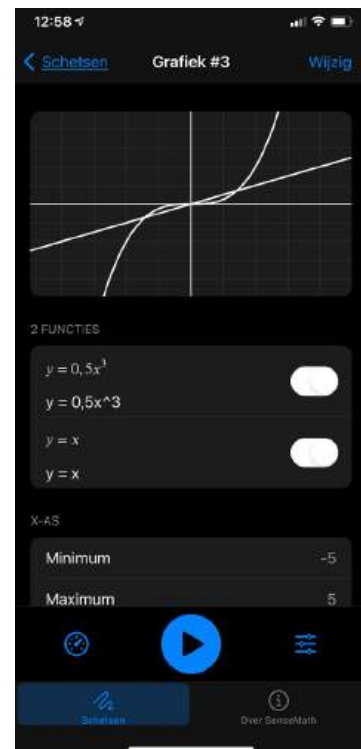 12:58
Schetsen
Grafiek #3
Wijzig
2 FUNCTIES
y = 0,5x³
y = 0,5x^3
y = x
y = x
X-AS
Minimum -5
Maximum 5
Schetsen
Over SenseMath